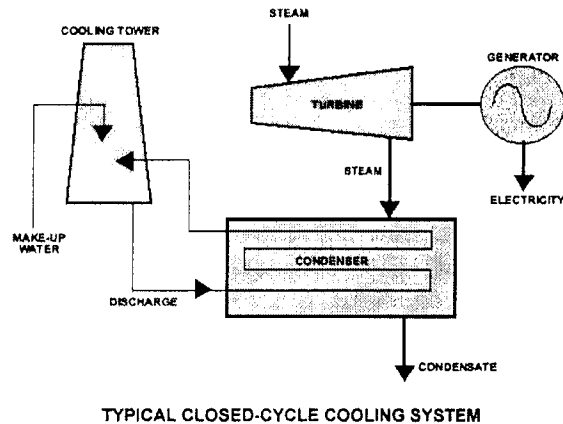 STEAM
COOLING TOWER
GENERATOR
TURBINE
STEAM
ELECTRICITY
MAKE-UP
WATER
CONDENSER
DISCHARGE
CONDENSATE
TYPICAL CLOSED-CYCLE COOLING SYSTEM